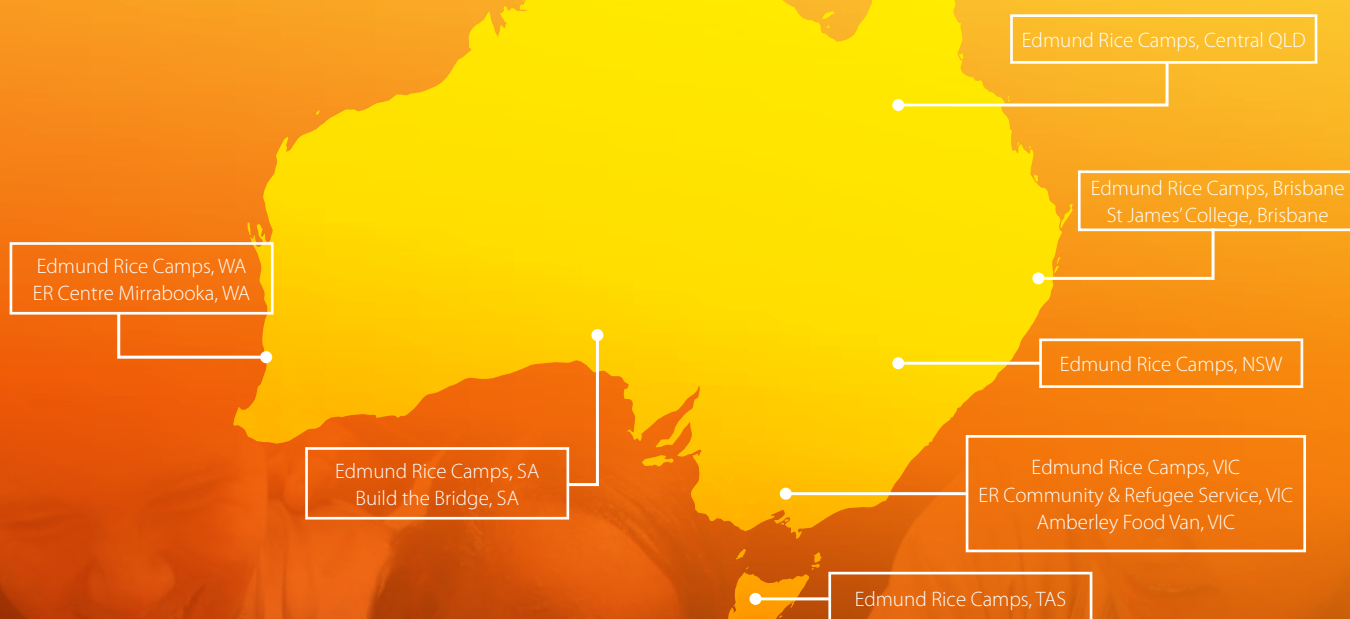 Edmund Rice Camps, Central QLD
Edmund Rice Camps, Brisbane
St James' College, Brisbane
Edmund Rice Camps, WA
ER Centre Mirrabooka, WA
Edmund Rice Camps, NSW
Edmund Rice Camps, SA
Build the Bridge, SA
Edmund Rice Camps, VIC
ER Community & Refugee Service, VIC
Amberley Food Van, VIC
Edmund Rice Camps, TAS